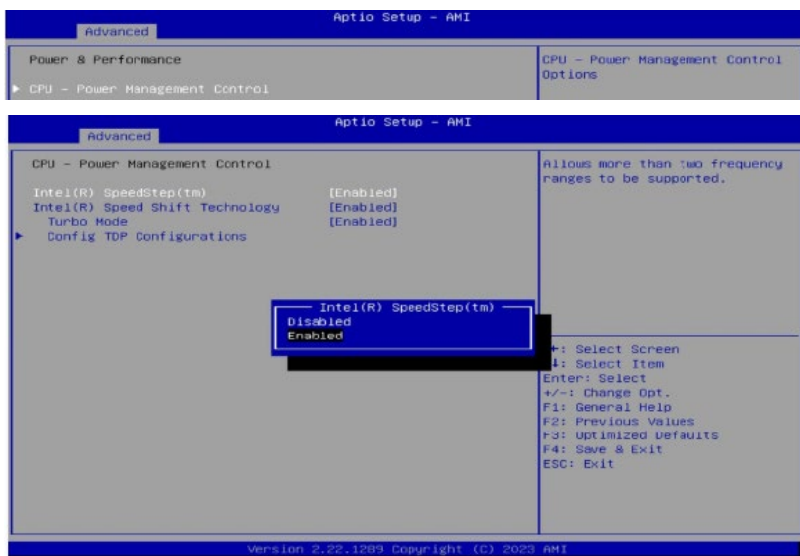 Aptio Setup - AMI
Advanced
Power & Performance
CPU - Power Management Control
CPU - Power Management Control
Options
Aptio Setup - AMI
Advanced
CPU - Power Management Control
Intel(R) SpeedStep(tm) [Enabled]
Intel(R) Speed Shift Technology [Enabled]
Turbo Mode [Enabled]
Config TDP Configurations
Allows more than two frequency
ranges to be supported.
Intel(R) SpeedStep(tm)
Disabled
Enabled
: Select Screen
: Select Item
Enter: Select
+/-: Change Opt.
F1: General Help
F2: Previous Values
F3: Optimized Defaults
F4: Save & Exit
ESC: Exit
Version 2.22.1289 Copyright (C) 2023 AMI